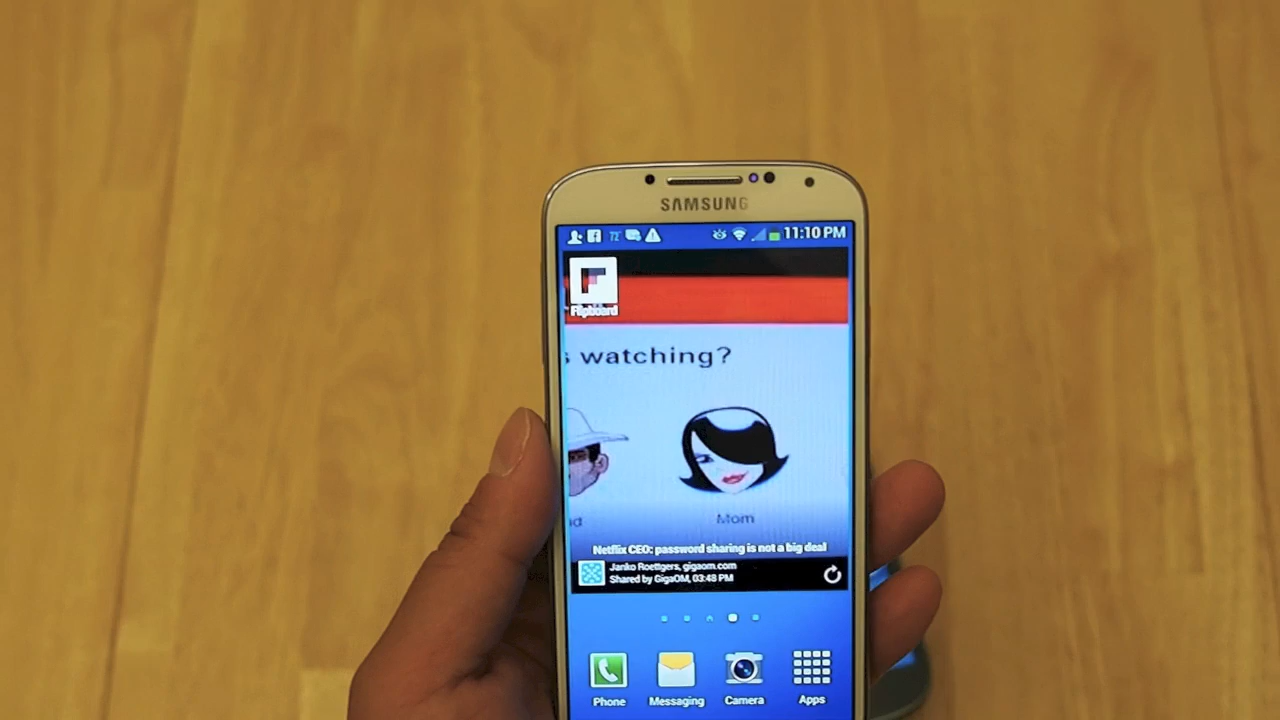 SAMSUNG
72° 11:10 PM
Flipboard
s watching?
d Mom
Netflix CEO: password sharing is not a big deal
Janko Roettgers, gigaom.com
Shared by GigaOM, 03:48 PM
Phone Messaging Camera Apps